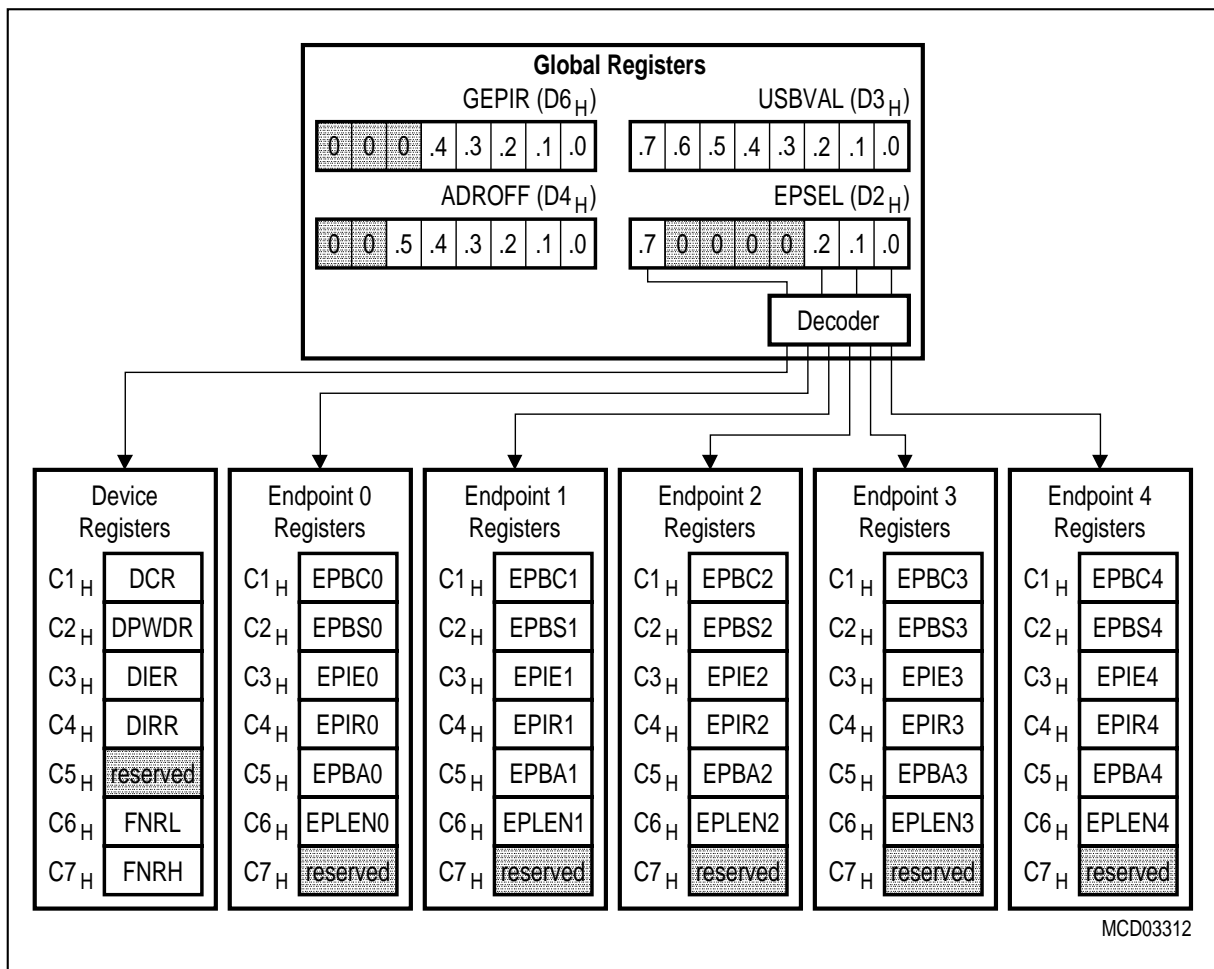 Global Registers
GEPIR (D6H) USBVAL (D3H)
0 0 0 .4 .3 .2 .1 .0 .7 .6 .5 .4 .3 .2 .1 .0
ADROFF (D4H) EPSEL (D2H)
0 0 .5 .4 .3 .2 .1 .0 .7 0 0 0 0 .2 .1 .0
Decoder
Device Registers
C1H DCR
C2H DPWDR
C3H DIER
C4H DIRR
C5H reserved
C6H FNRL
C7H FNRH
Endpoint 0 Registers
C1H EPBC0
C2H EPBS0
C3H EPIE0
C4H EPIR0
C5H EPBA0
C6H EPLEN0
C7H reserved
Endpoint 1 Registers
C1H EPBC1
C2H EPBS1
C3H EPIE1
C4H EPIR1
C5H EPBA1
C6H EPLEN1
C7H reserved
Endpoint 2 Registers
C1H EPBC2
C2H EPBS2
C3H EPIE2
C4H EPIR2
C5H EPBA2
C6H EPLEN2
C7H reserved
Endpoint 3 Registers
C1H EPBC3
C2H EPBS3
C3H EPIE3
C4H EPIR3
C5H EPBA3
C6H EPLEN3
C7H reserved
Endpoint 4 Registers
C1H EPBC4
C2H EPBS4
C3H EPIE4
C4H EPIR4
C5H EPBA4
C6H EPLEN4
C7H reserved
MCD03312